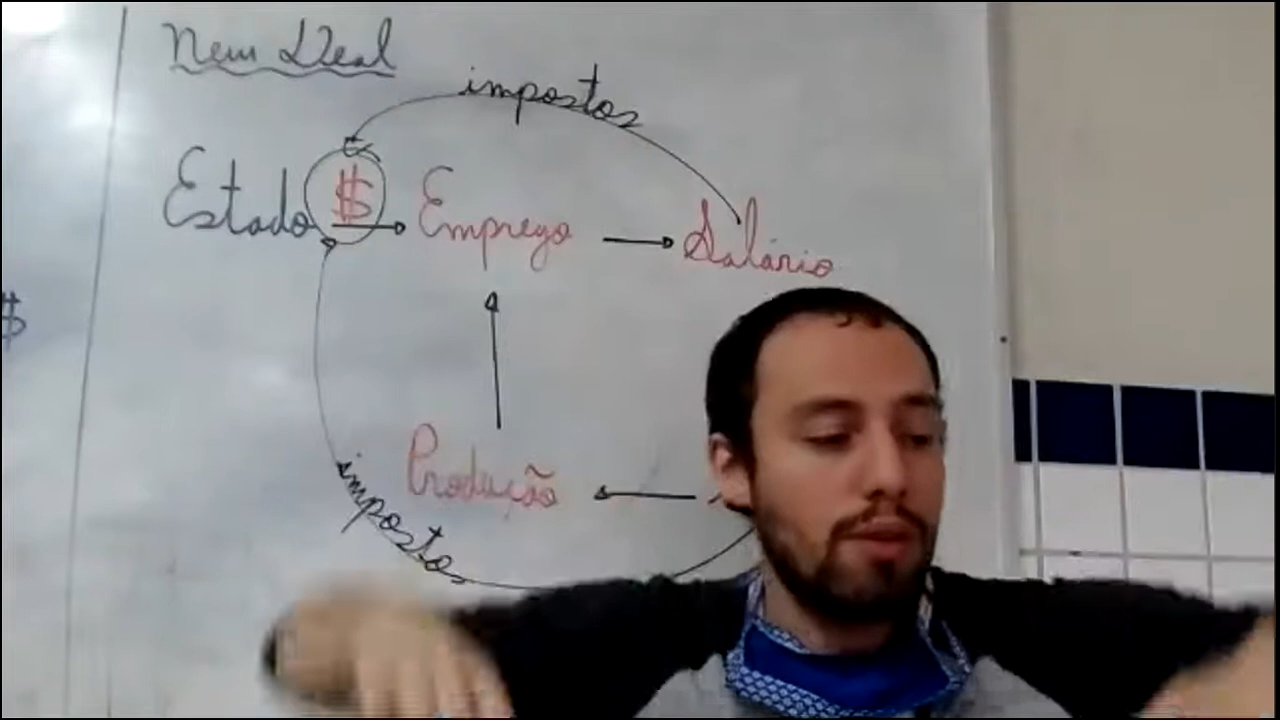 New Deal
impostos
Estado $ Emprego Salário
$
Produção
impostos